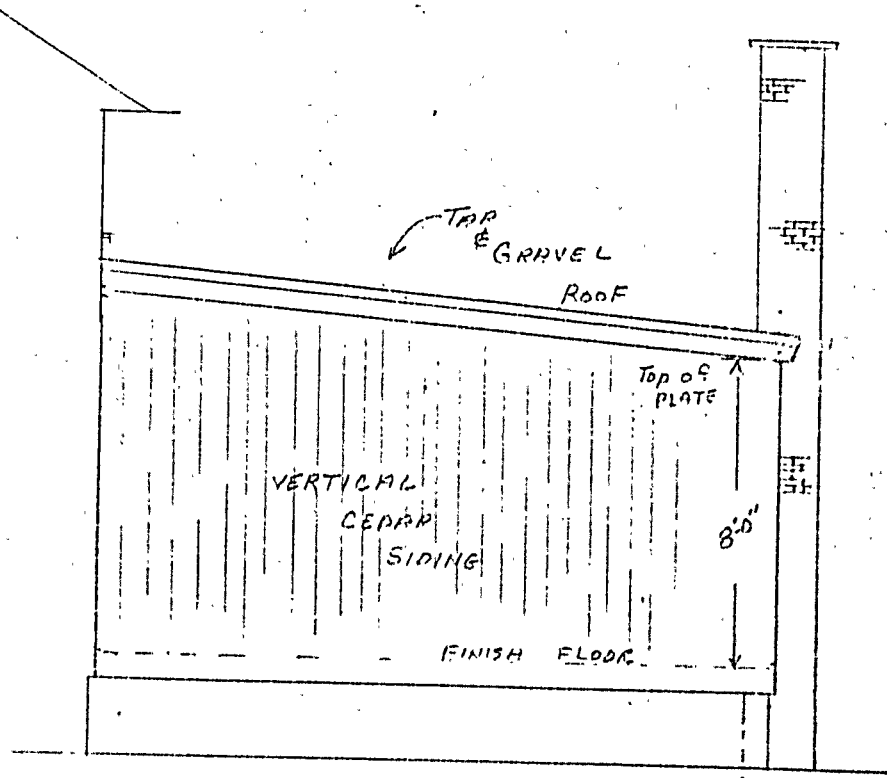 TAR
&
GRAVEL
ROOF
Top of
PLATE
VERTICAL
CEDAR
SIDING
8'-0"
FINISH FLOOR